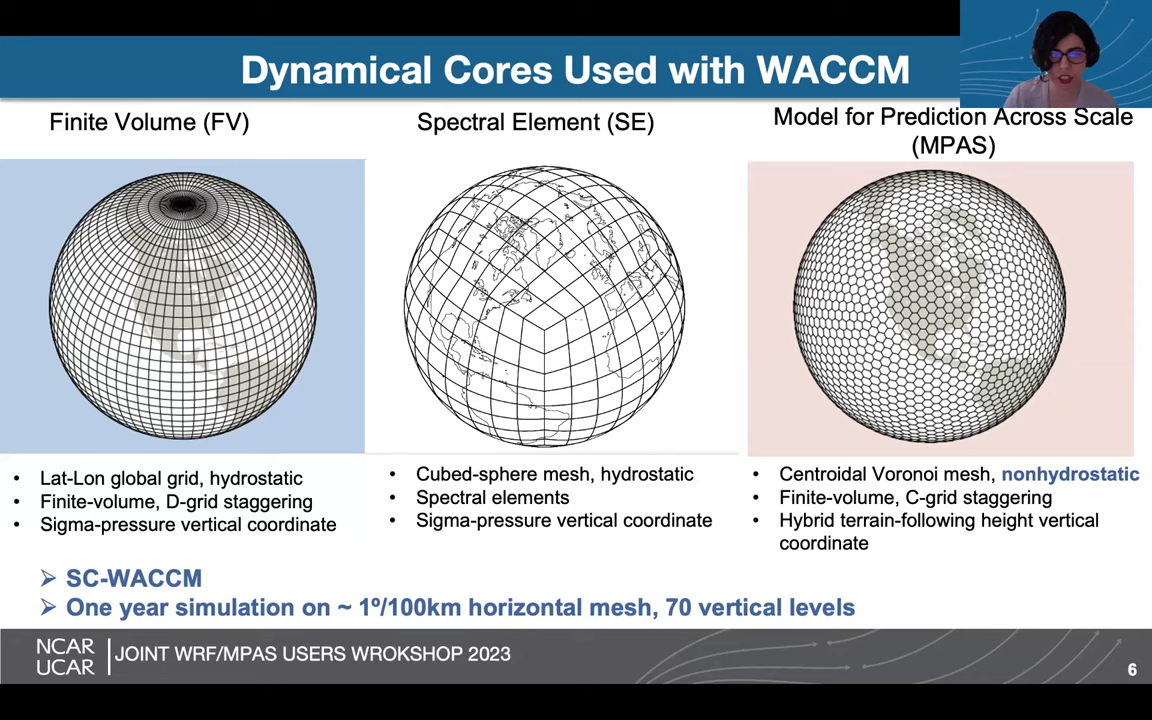 Dynamical Cores Used with WACCM
Finite Volume (FV)
Spectral Element (SE)
Model for Prediction Across Scale
(MPAS)
• Lat-Lon global grid, hydrostatic
• Finite-volume, D-grid staggering
• Sigma-pressure vertical coordinate
• Cubed-sphere mesh, hydrostatic
• Spectral elements
• Sigma-pressure vertical coordinate
• Centroidal Voronoi mesh, nonhydrostatic
• Finite-volume, C-grid staggering
• Hybrid terrain-following height vertical
coordinate
➢ SC-WACCM
➢ One year simulation on ~ 1º/100km horizontal mesh, 70 vertical levels
NCAR
UCAR
JOINT WRF/MPAS USERS WROKSHOP 2023
6